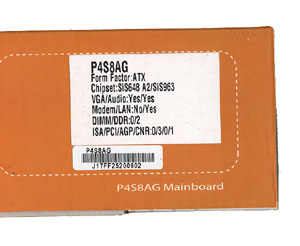 P4S8AG
Form Factor:ATX
Chipset:SiS648 A2/SiS963
VGA/Audio:Yes/Yes
Modem/LAN:No/Yes
DIMM/DDR:0/2
ISA/PCI/AGP/CNR:0/3/0/1
P4S8AG
J17FF25200602
P4S8AG Mainboard